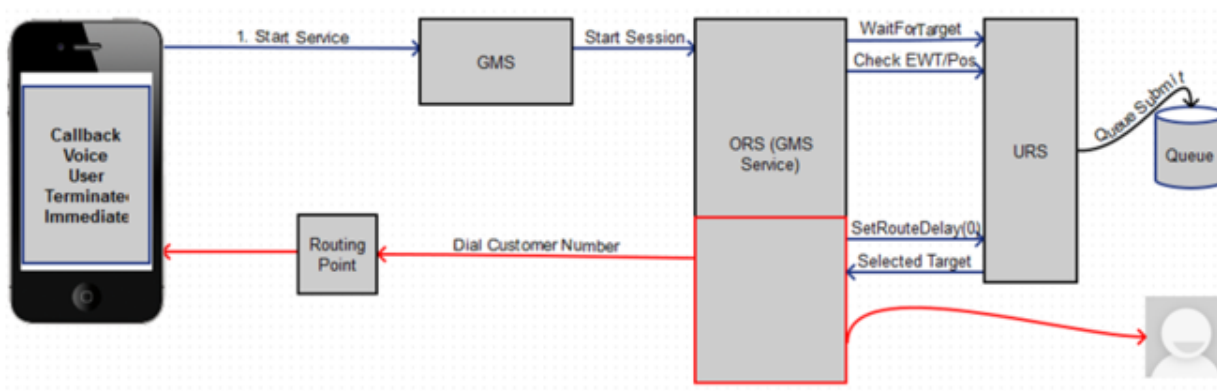 1. Start Service
GMS
Start Session
WaitForTarget
Check EWT/Pos
Callback
Voice
User
Terminated
Immediate
ORS (GMS
Service)
URS
Queue Submit
Queue
Routing
Point
Dial Customer Number
SetRouteDelay(0)
Selected Target